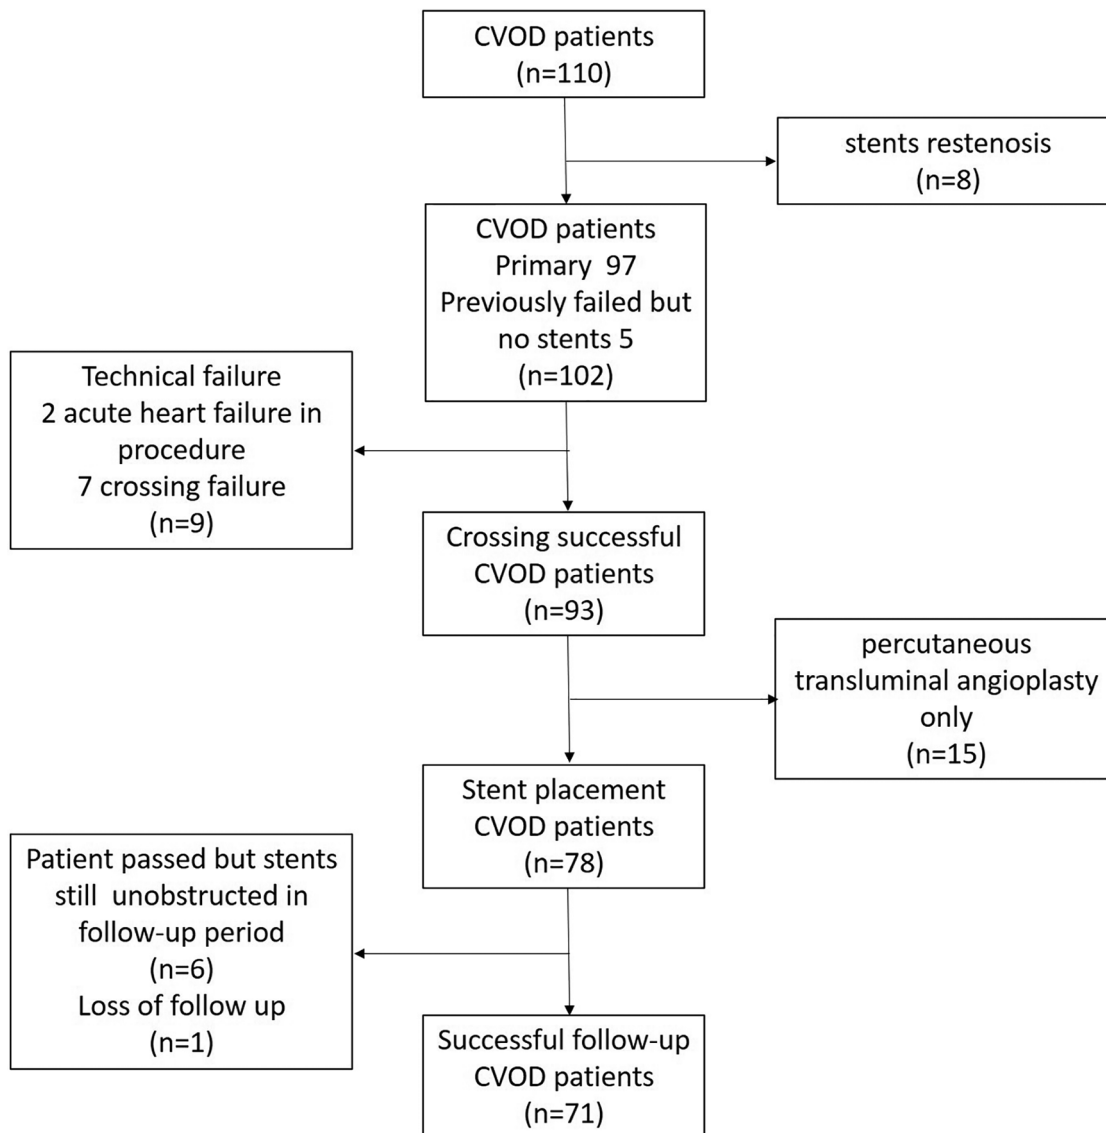 CVOD patients
(n=110)
stents restenosis
(n=8)
CVOD patients
Primary  97
Previously failed but
no stents 5
(n=102)
Technical failure
2 acute heart failure in
procedure
7 crossing failure
(n=9)
Crossing successful
CVOD patients
(n=93)
percutaneous
transluminal angioplasty
only
(n=15)
Stent placement
CVOD patients
(n=78)
Patient passed but stents
still  unobstructed in
follow-up period
(n=6)
Loss of follow up
(n=1)
Successful follow-up
CVOD patients
(n=71)